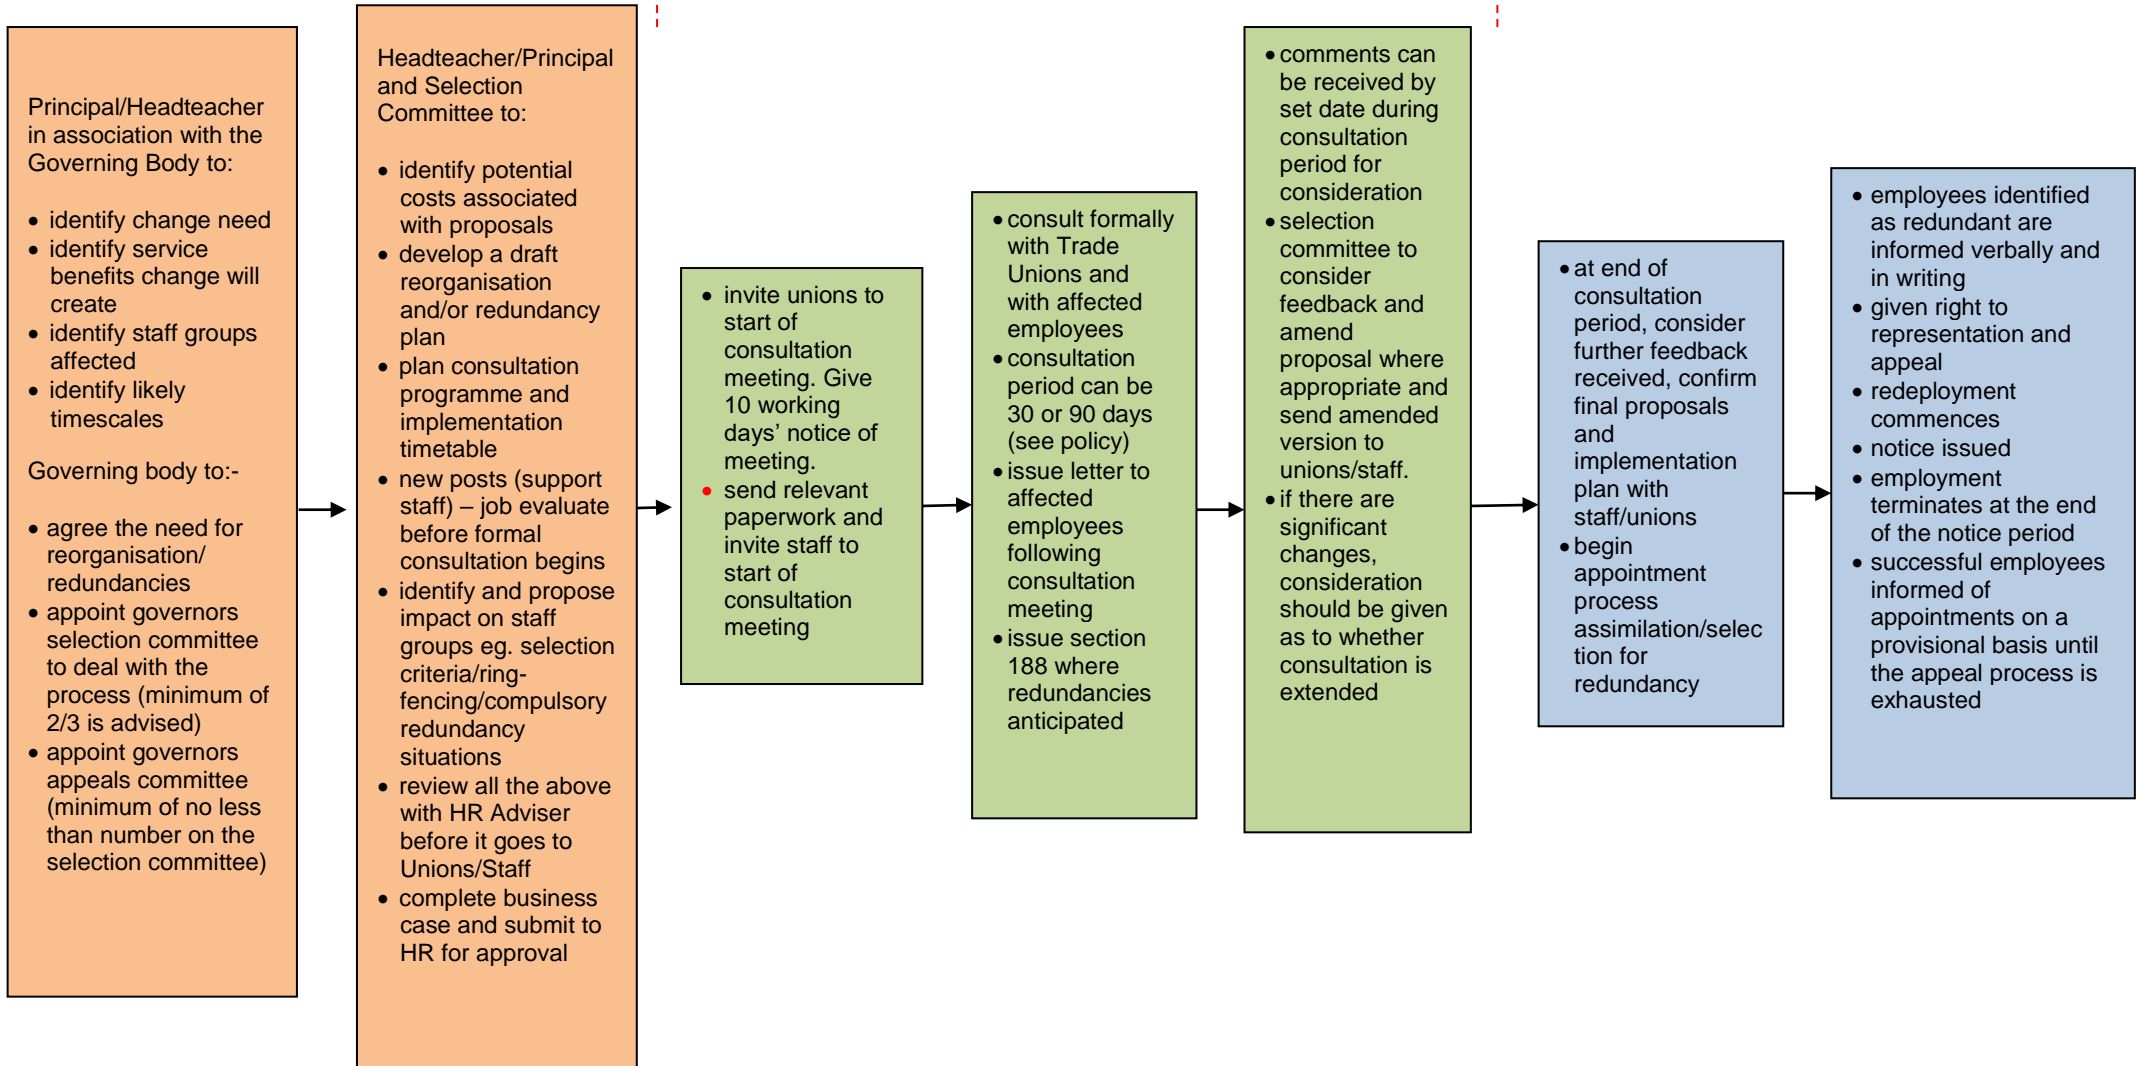 Principal/Headteacher
in association with the
Governing Body to:
• identify change need
• identify service
benefits change will
create
• identify staff groups
affected
• identify likely
timescales
Governing body to:-
• agree the need for
reorganisation/
redundancies
• appoint governors
selection committee
to deal with the
process (minimum of
2/3 is advised)
• appoint governors
appeals committee
(minimum of no less
than number on the
selection committee)
Headteacher/Principal
and Selection
Committee to:
• identify potential
costs associated
with proposals
• develop a draft
reorganisation
and/or redundancy
plan
• plan consultation
programme and
implementation
timetable
• new posts (support
staff) – job evaluate
before formal
consultation begins
• identify and propose
impact on staff
groups eg. selection
criteria/ring-
fencing/compulsory
redundancy
situations
• review all the above
with HR Adviser
before it goes to
Unions/Staff
• complete business
case and submit to
HR for approval
• invite unions to
start of
consultation
meeting. Give
10 working
days’ notice of
meeting.
• send relevant
paperwork and
invite staff to
start of
consultation
meeting
• consult formally
with Trade
Unions and
with affected
employees
• consultation
period can be
30 or 90 days
(see policy)
• issue letter to
affected
employees
following
consultation
meeting
• issue section
188 where
redundancies
anticipated
• comments can
be received by
set date during
consultation
period for
consideration
• selection
committee to
consider
feedback and
amend
proposal where
appropriate and
send amended
version to
unions/staff.
• if there are
significant
changes,
consideration
should be given
as to whether
consultation is
extended
• at end of
consultation
period, consider
further feedback
received, confirm
final proposals
and
implementation
plan with
staff/unions
• begin
appointment
process
assimilation/selec
tion for
redundancy
• employees identified
as redundant are
informed verbally and
in writing
• given right to
representation and
appeal
• redeployment
commences
• notice issued
• employment
terminates at the end
of the notice period
• successful employees
informed of
appointments on a
provisional basis until
the appeal process is
exhausted